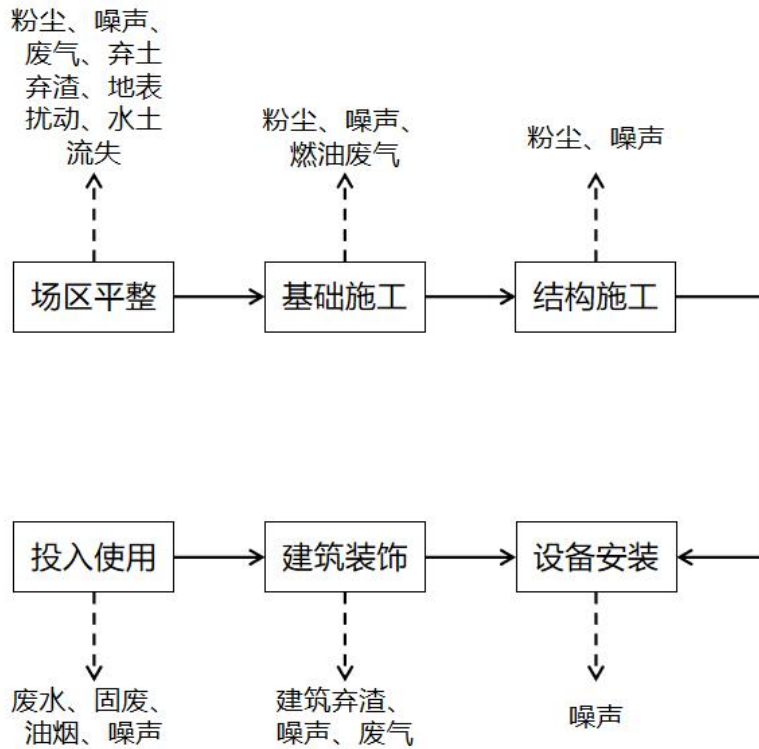 粉尘、噪声、
废气、弃土
弃渣、地表
扰动、水土
流失
粉尘、噪声、
燃油废气
粉尘、噪声
场区平整
基础施工
结构施工
投入使用
建筑装饰
设备安装
废水、固废、
油烟、噪声
建筑弃渣、
噪声、废气
噪声